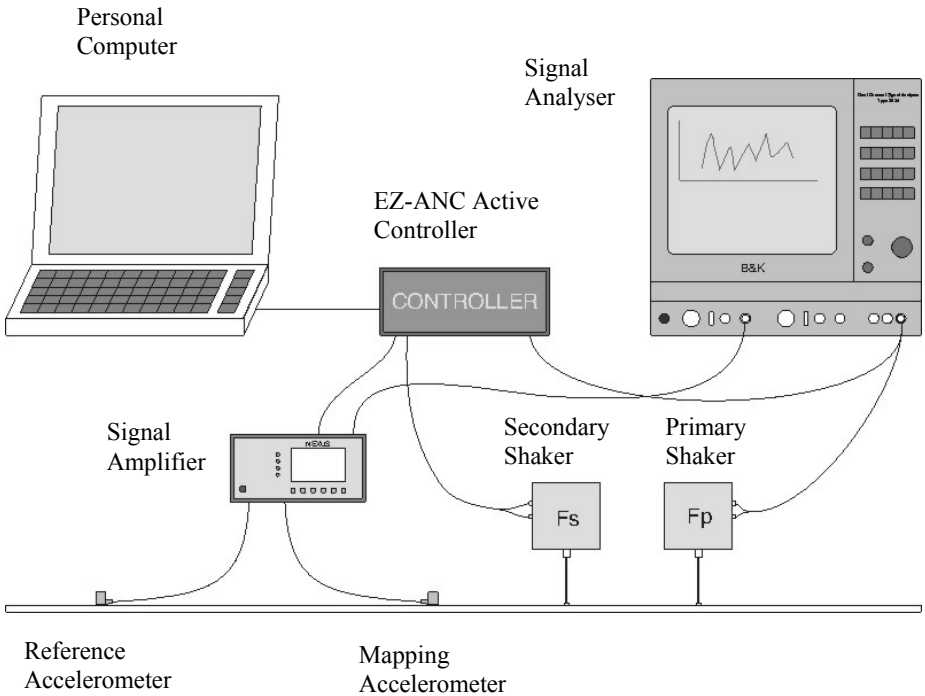 Personal
Computer
Signal
Analyser
EZ-ANC Active
Controller
B&K
CONTROLLER
Signal
Amplifier
Secondary
Shaker
Primary
Shaker
Fs
Fp
Reference
Accelerometer
Mapping
Accelerometer